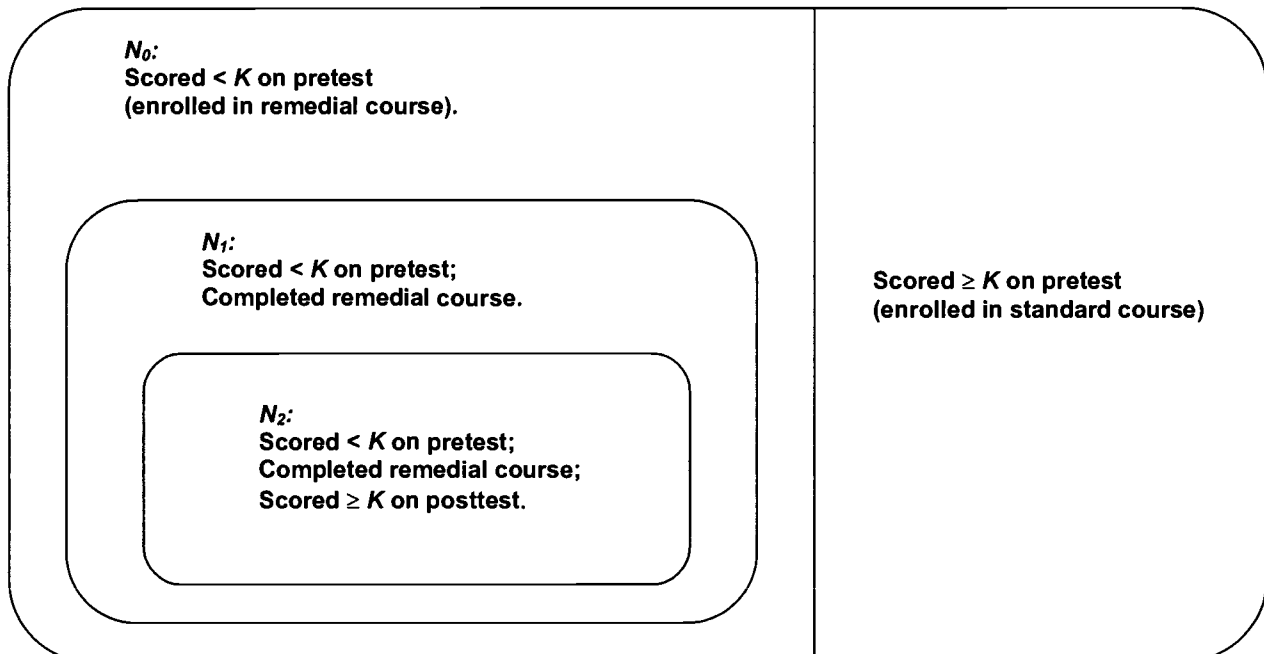 N₀:
Scored < K on pretest
(enrolled in remedial course).
N₁:
Scored < K on pretest;
Completed remedial course.
Scored ≥ K on pretest
(enrolled in standard course)
N₂:
Scored < K on pretest;
Completed remedial course;
Scored ≥ K on posttest.